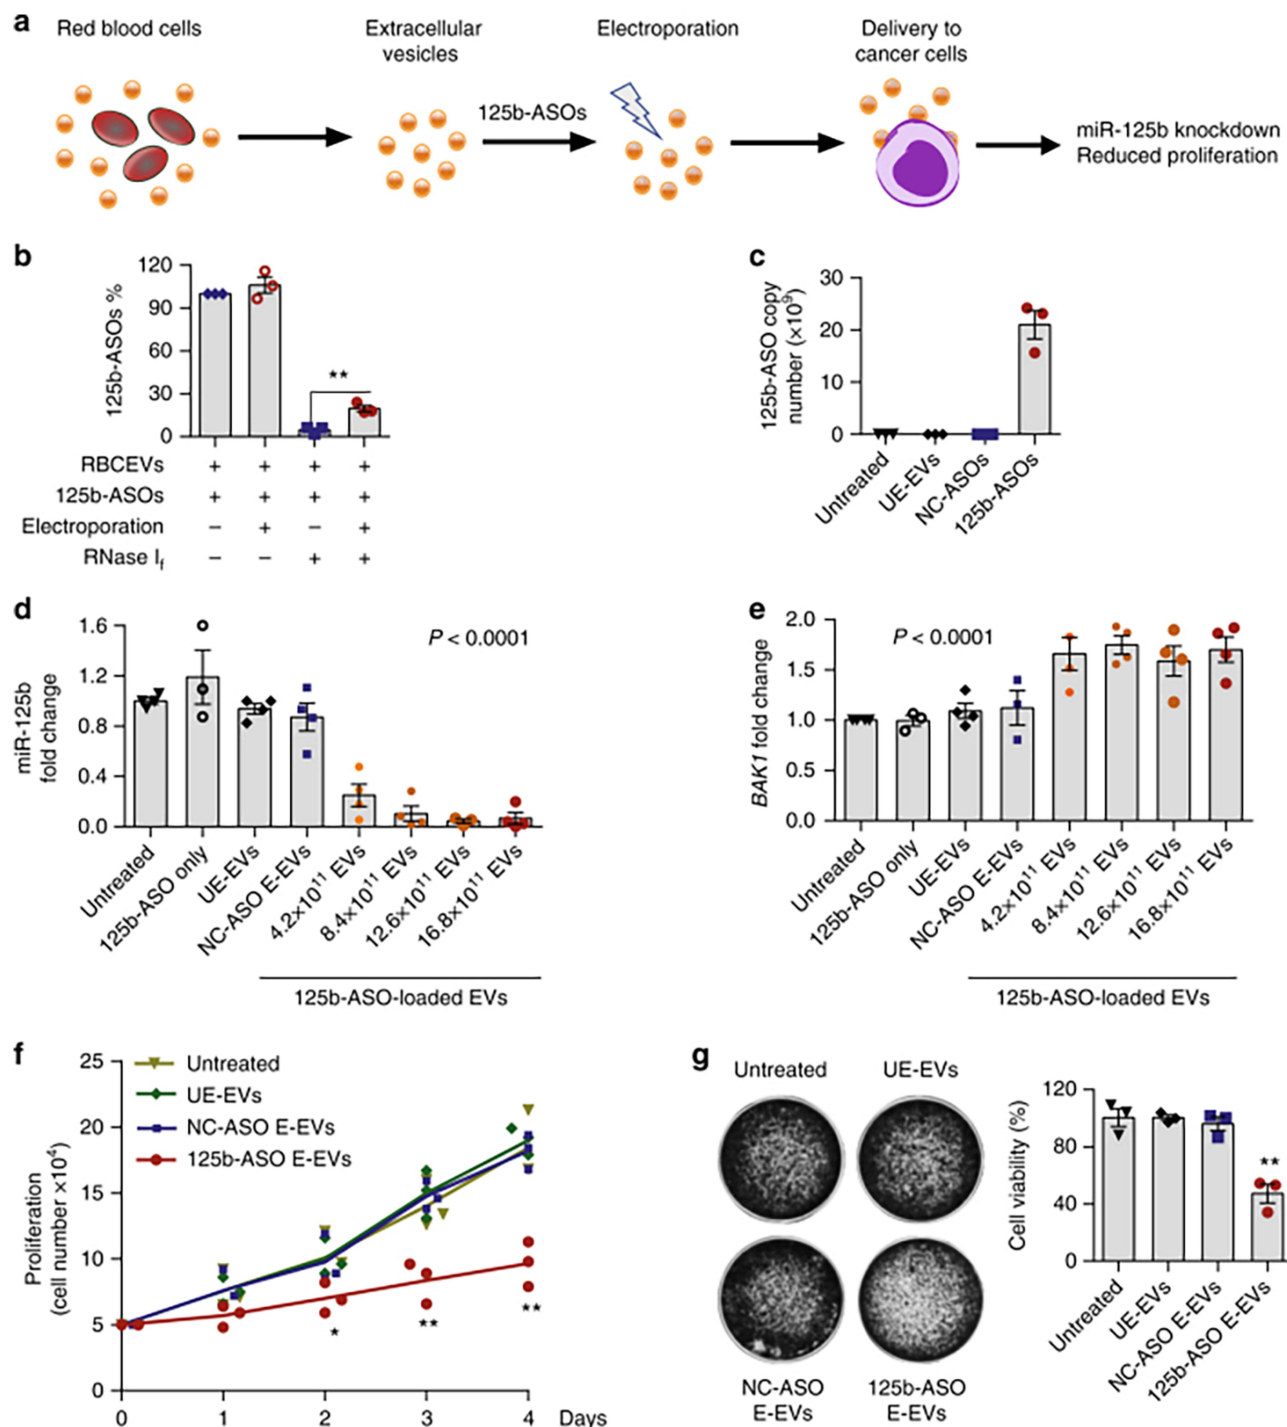 a
Red blood cells
Extracellular
vesicles
Electroporation
Delivery to
cancer cells
125b-ASOs
miR-125b knockdown
Reduced proliferation
b
125b-ASOs %
120
90
60
30
0
**
RBCEVs + + + +
125b-ASOs + + + +
Electroporation − + − +
RNase If − − + +
c
125b-ASO copy
number (×10⁹)
30
20
10
0
Untreated
UE-EVs
NC-ASOs
125b-ASOs
d
miR-125b
fold change
1.6
1.2
0.8
0.4
0.0
P < 0.0001
Untreated
125b-ASO only
UE-EVs
NC-ASO E-EVs
4.2×10¹¹ EVs
8.4×10¹¹ EVs
12.6×10¹¹ EVs
16.8×10¹¹ EVs
125b-ASO-loaded EVs
e
BAK1 fold change
2.0
1.5
1.0
0.5
0.0
P < 0.0001
Untreated
125b-ASO only
UE-EVs
NC-ASO E-EVs
4.2×10¹¹ EVs
8.4×10¹¹ EVs
12.6×10¹¹ EVs
16.8×10¹¹ EVs
125b-ASO-loaded EVs
f
Proliferation
(cell number ×10⁴)
25
20
15
10
5
0
Untreated
UE-EVs
NC-ASO E-EVs
125b-ASO E-EVs
*
**
**
0 1 2 3 4 Days
g
Untreated
UE-EVs
NC-ASO
E-EVs
125b-ASO
E-EVs
Cell viability (%)
120
80
40
0
**
Untreated
UE-EVs
NC-ASO E-EVs
125b-ASO E-EVs